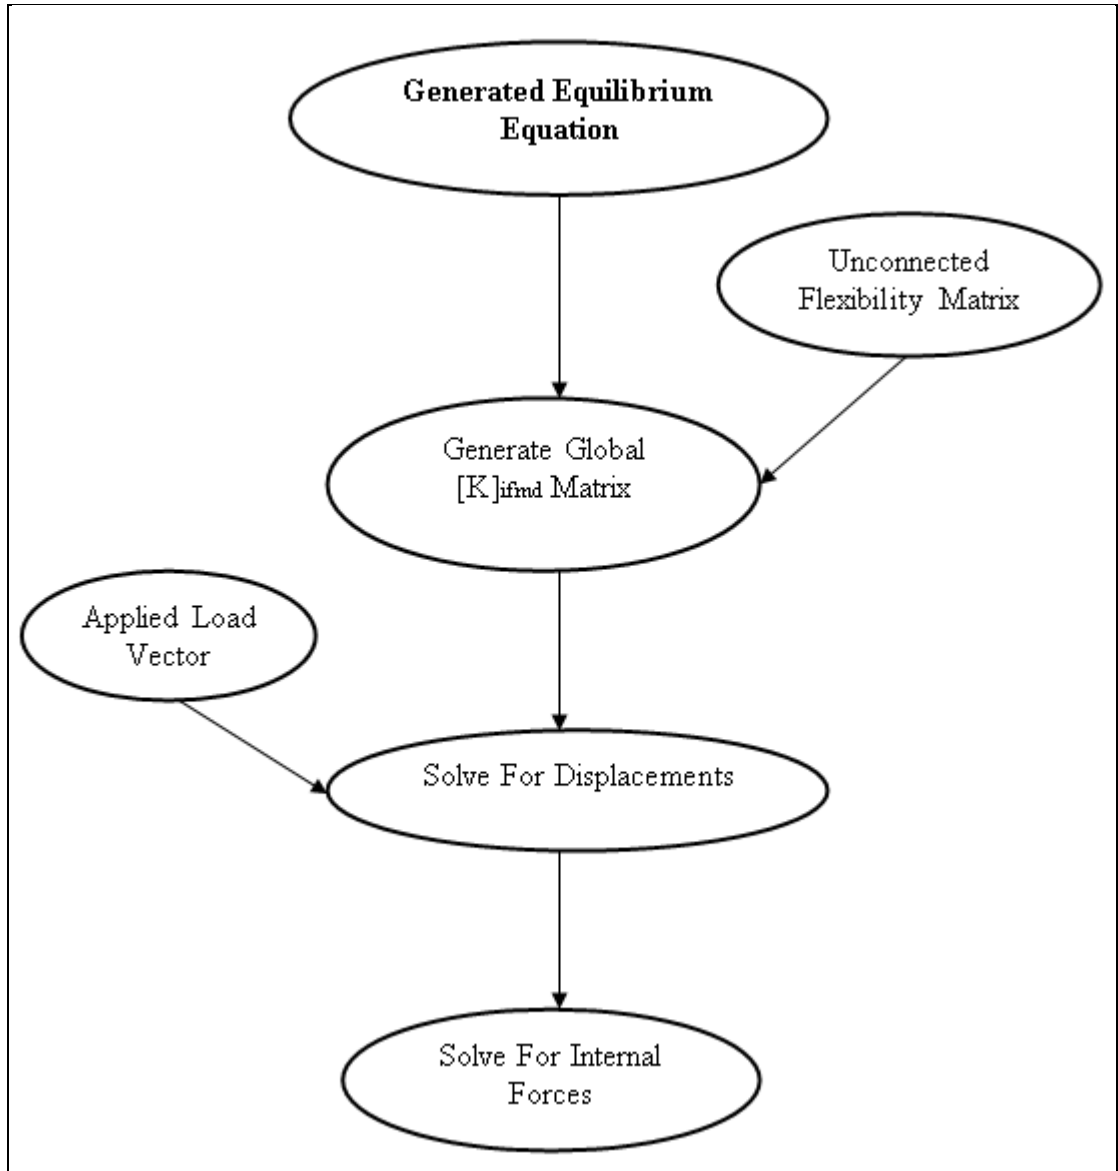 Generated Equilibrium
Equation
Unconnected
Flexibility Matrix
Generate Global
[K]ifmd Matrix
Applied Load
Vector
Solve For Displacements
Solve For Internal
Forces